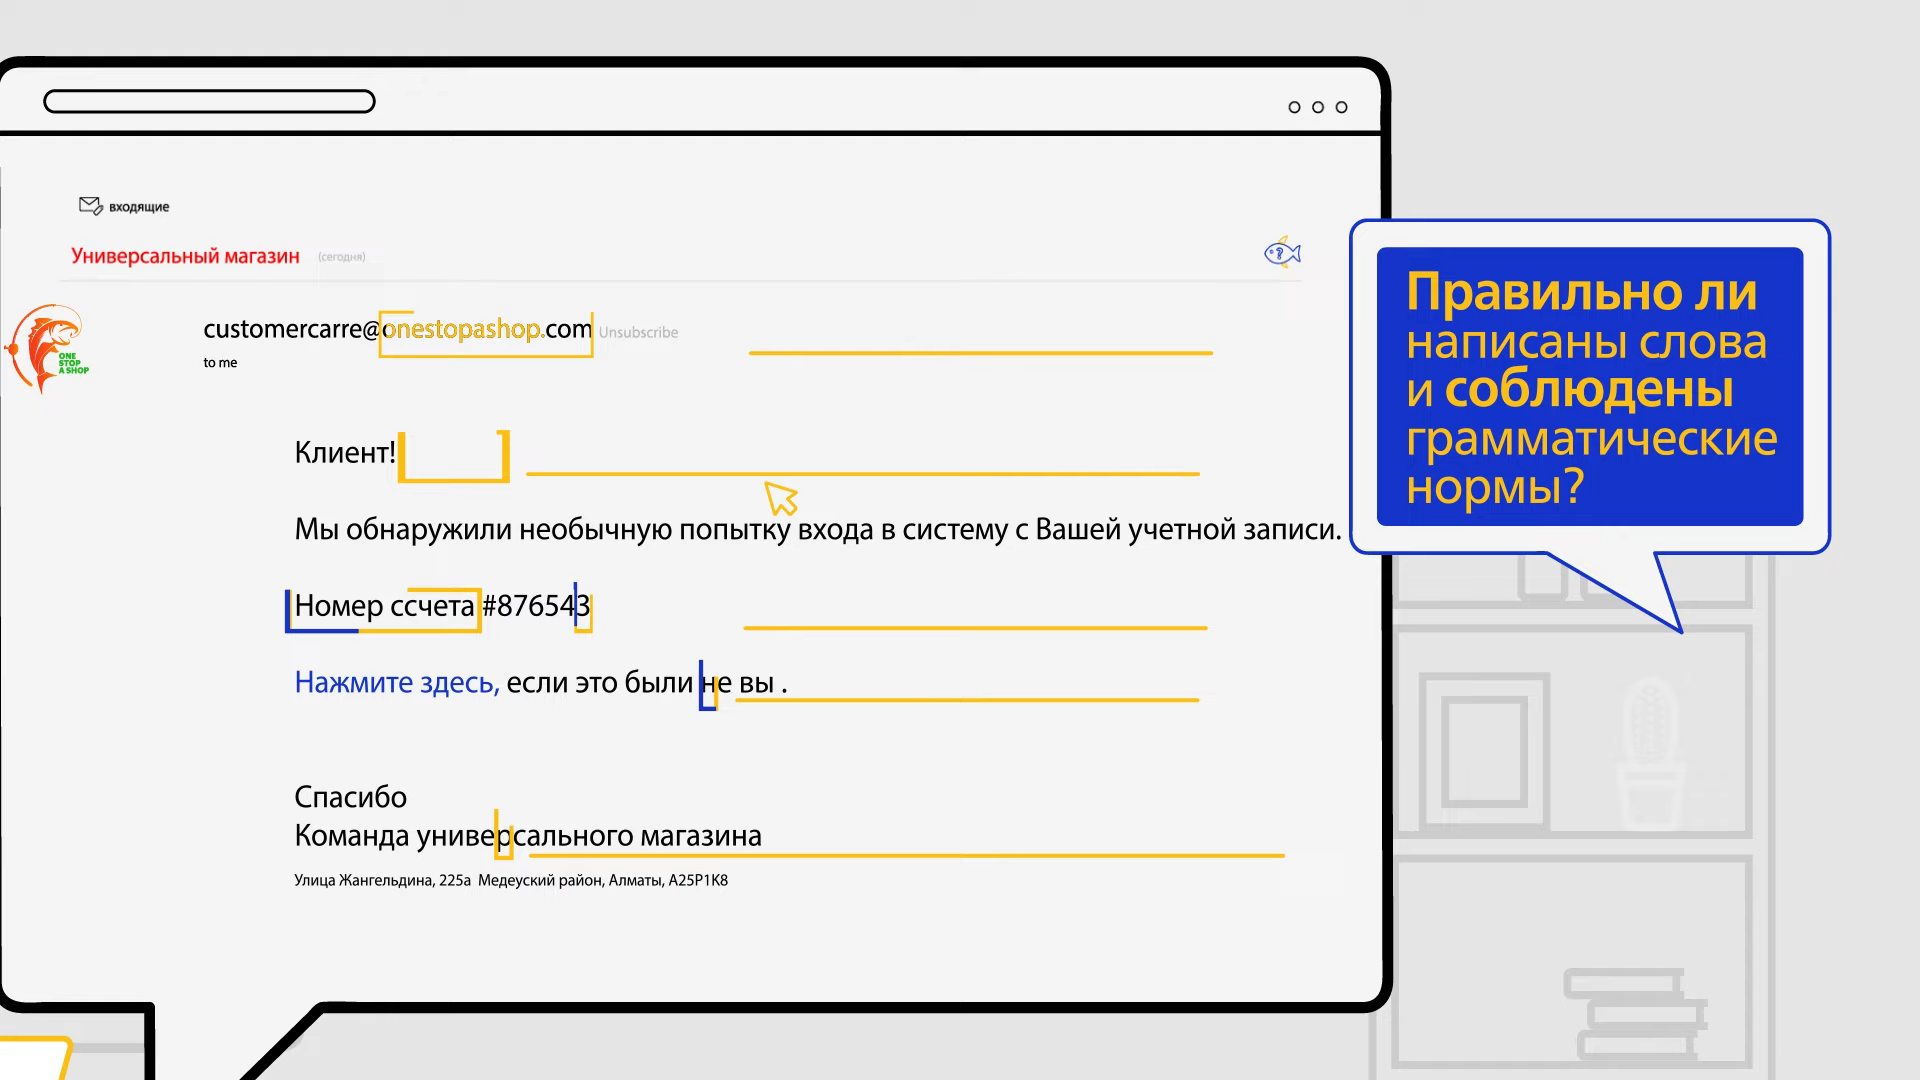 входящие
Универсальный магазин (сегодня)
customercarre@onestopashop.com Unsubscribe
to me
ONE
STOP
A SHOP
Клиент!
Мы обнаружили необычную попытку входа в систему с Вашей учетной записи.
Номер ссчета #876543
Нажмите здесь, если это были не вы .
Спасибо
Команда универсального магазина
Улица Жангельдина, 225а Медеуский район, Алматы, A25P1K8
Правильно ли
написаны слова
и соблюдены
грамматические
нормы?